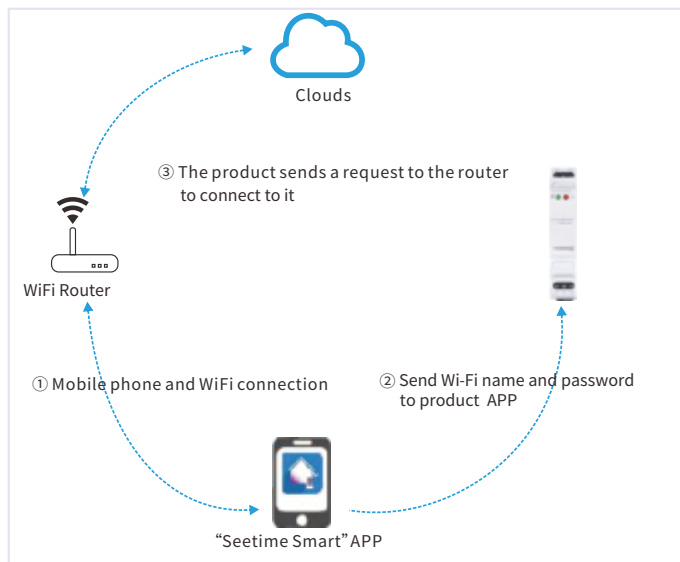 Clouds
③ The product sends a request to the router
to connect to it
WiFi Router
① Mobile phone and WiFi connection
② Send Wi-Fi name and password
to product APP
“Seetime Smart” APP